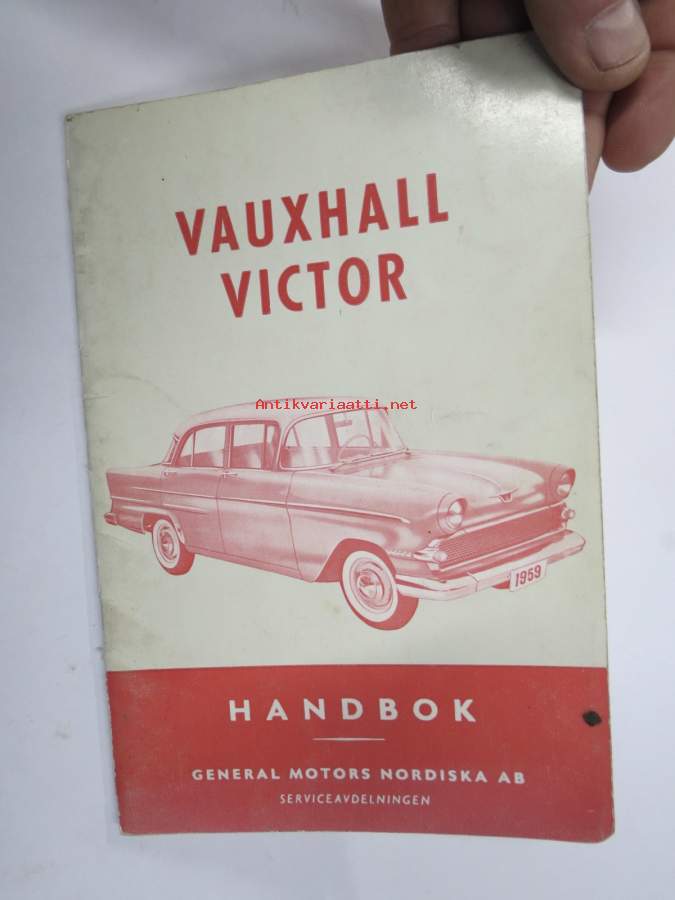 VAUXHALL
VICTOR
Antikvariaatti.net
1959
HANDBOK
GENERAL MOTORS NORDISKA AB
SERVICEAVDELNINGEN